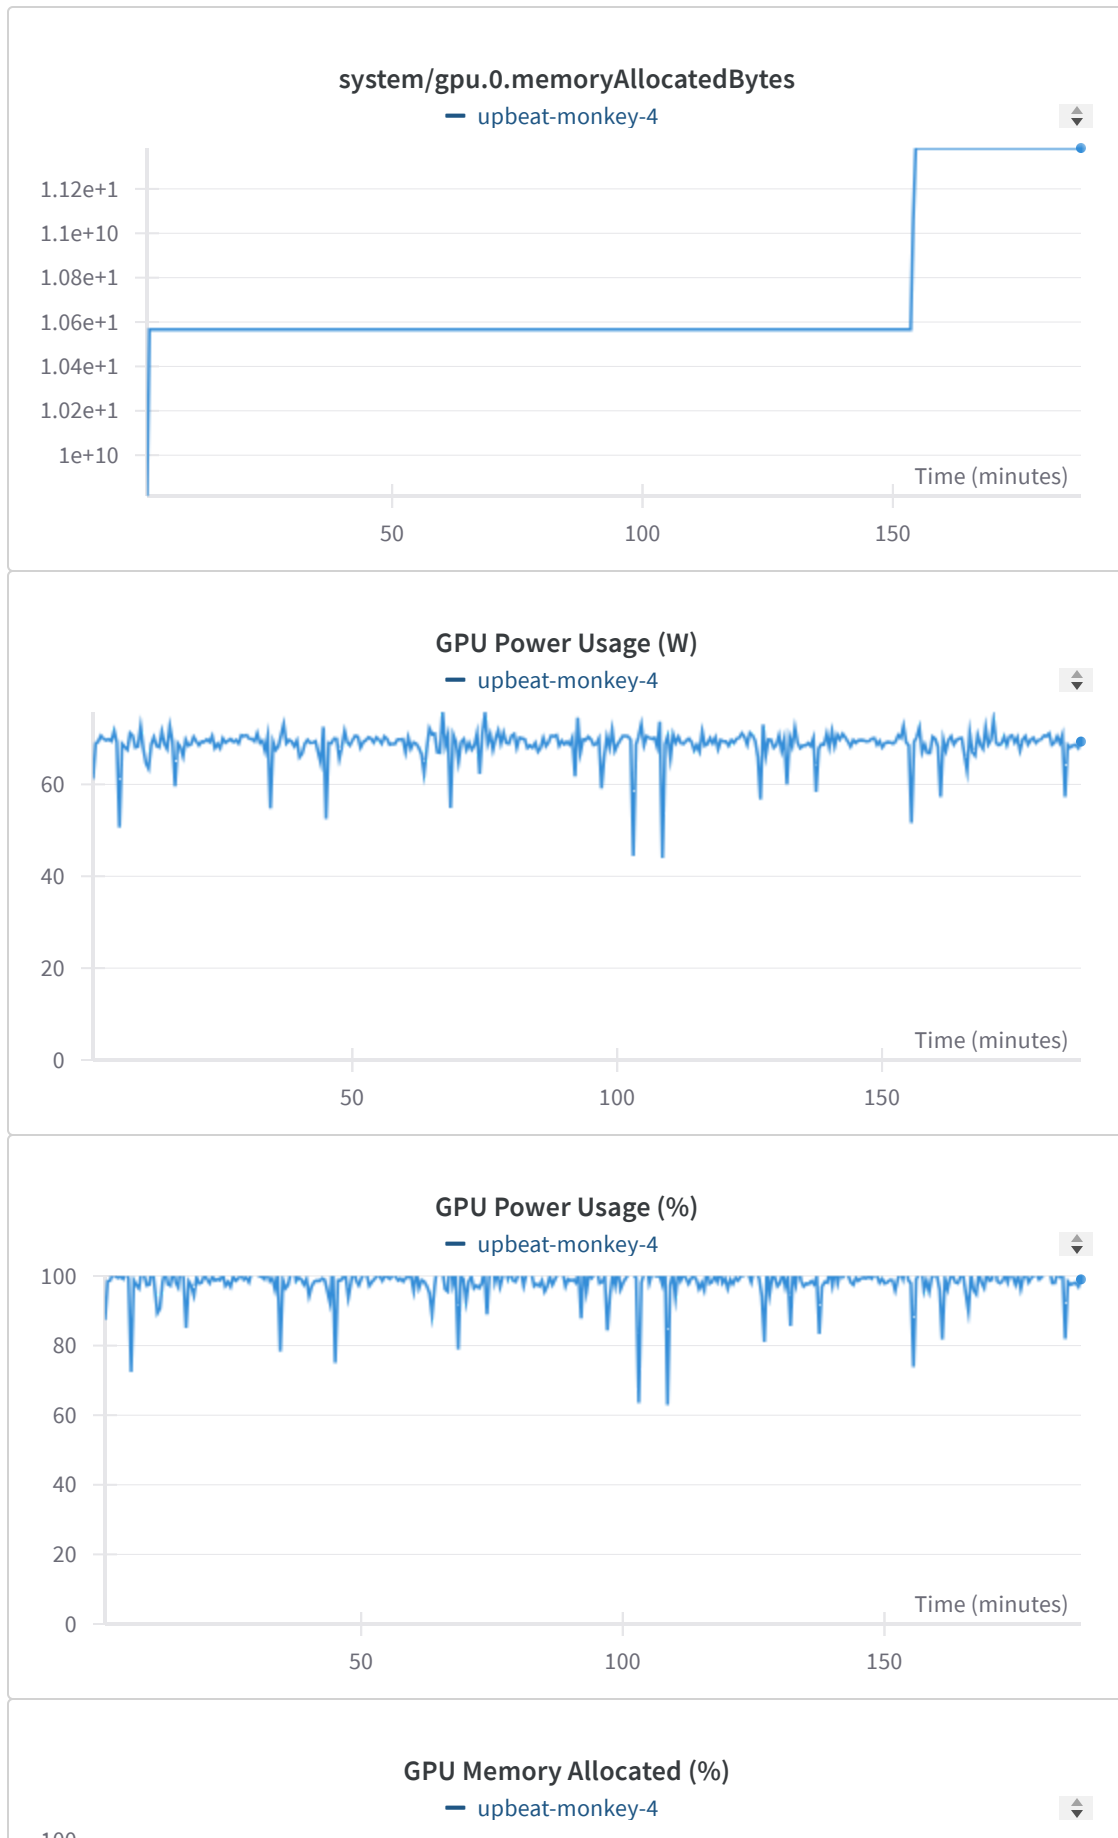 system/gpu.0.memoryAllocatedBytes
upbeat-monkey-4
1.12e+1
1.1e+10
1.08e+1
1.06e+1
1.04e+1
1.02e+1
1e+10
Time (minutes)
50 100 150
GPU Power Usage (W)
upbeat-monkey-4
60
40
20
0
Time (minutes)
50 100 150
GPU Power Usage (%)
upbeat-monkey-4
100
80
60
40
20
0
Time (minutes)
50 100 150
GPU Memory Allocated (%)
upbeat-monkey-4
100